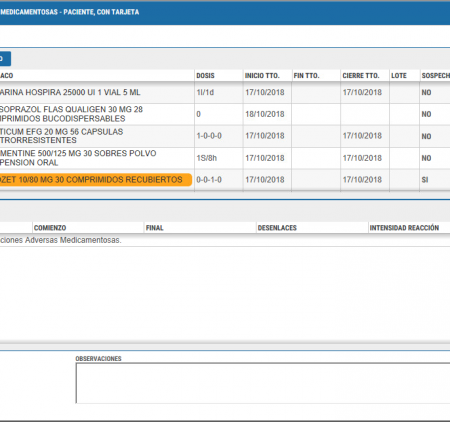 MEDICAMENTOSAS - PACIENTE, CON TARJETA
O
ACO DOSIS INICIO TTO. FIN TTO. CIERRE TTO. LOTE SOSPECH
ARINA HOSPIRA 25000 UI 1 VIAL 5 ML 1I/1d 17/10/2018 17/10/2018 NO
SOPRAZOL FLAS QUALIGEN 30 MG 28 0 18/10/2018 NO
MPRIMIDOS BUCODISPERSABLES
TICUM EFG 20 MG 56 CAPSULAS 1-0-0-0 17/10/2018 17/10/2018 NO
TRORRESISTENTES
MENTINE 500/125 MG 30 SOBRES POLVO 1S/8h 17/10/2018 17/10/2018 NO
PENSION ORAL
OZET 10/80 MG 30 COMPRIMIDOS RECUBIERTOS 0-0-1-0 17/10/2018 17/10/2018 SI
COMIENZO FINAL DESENLACES INTENSIDAD REACCIÓN
ciones Adversas Medicamentosas.
OBSERVACIONES